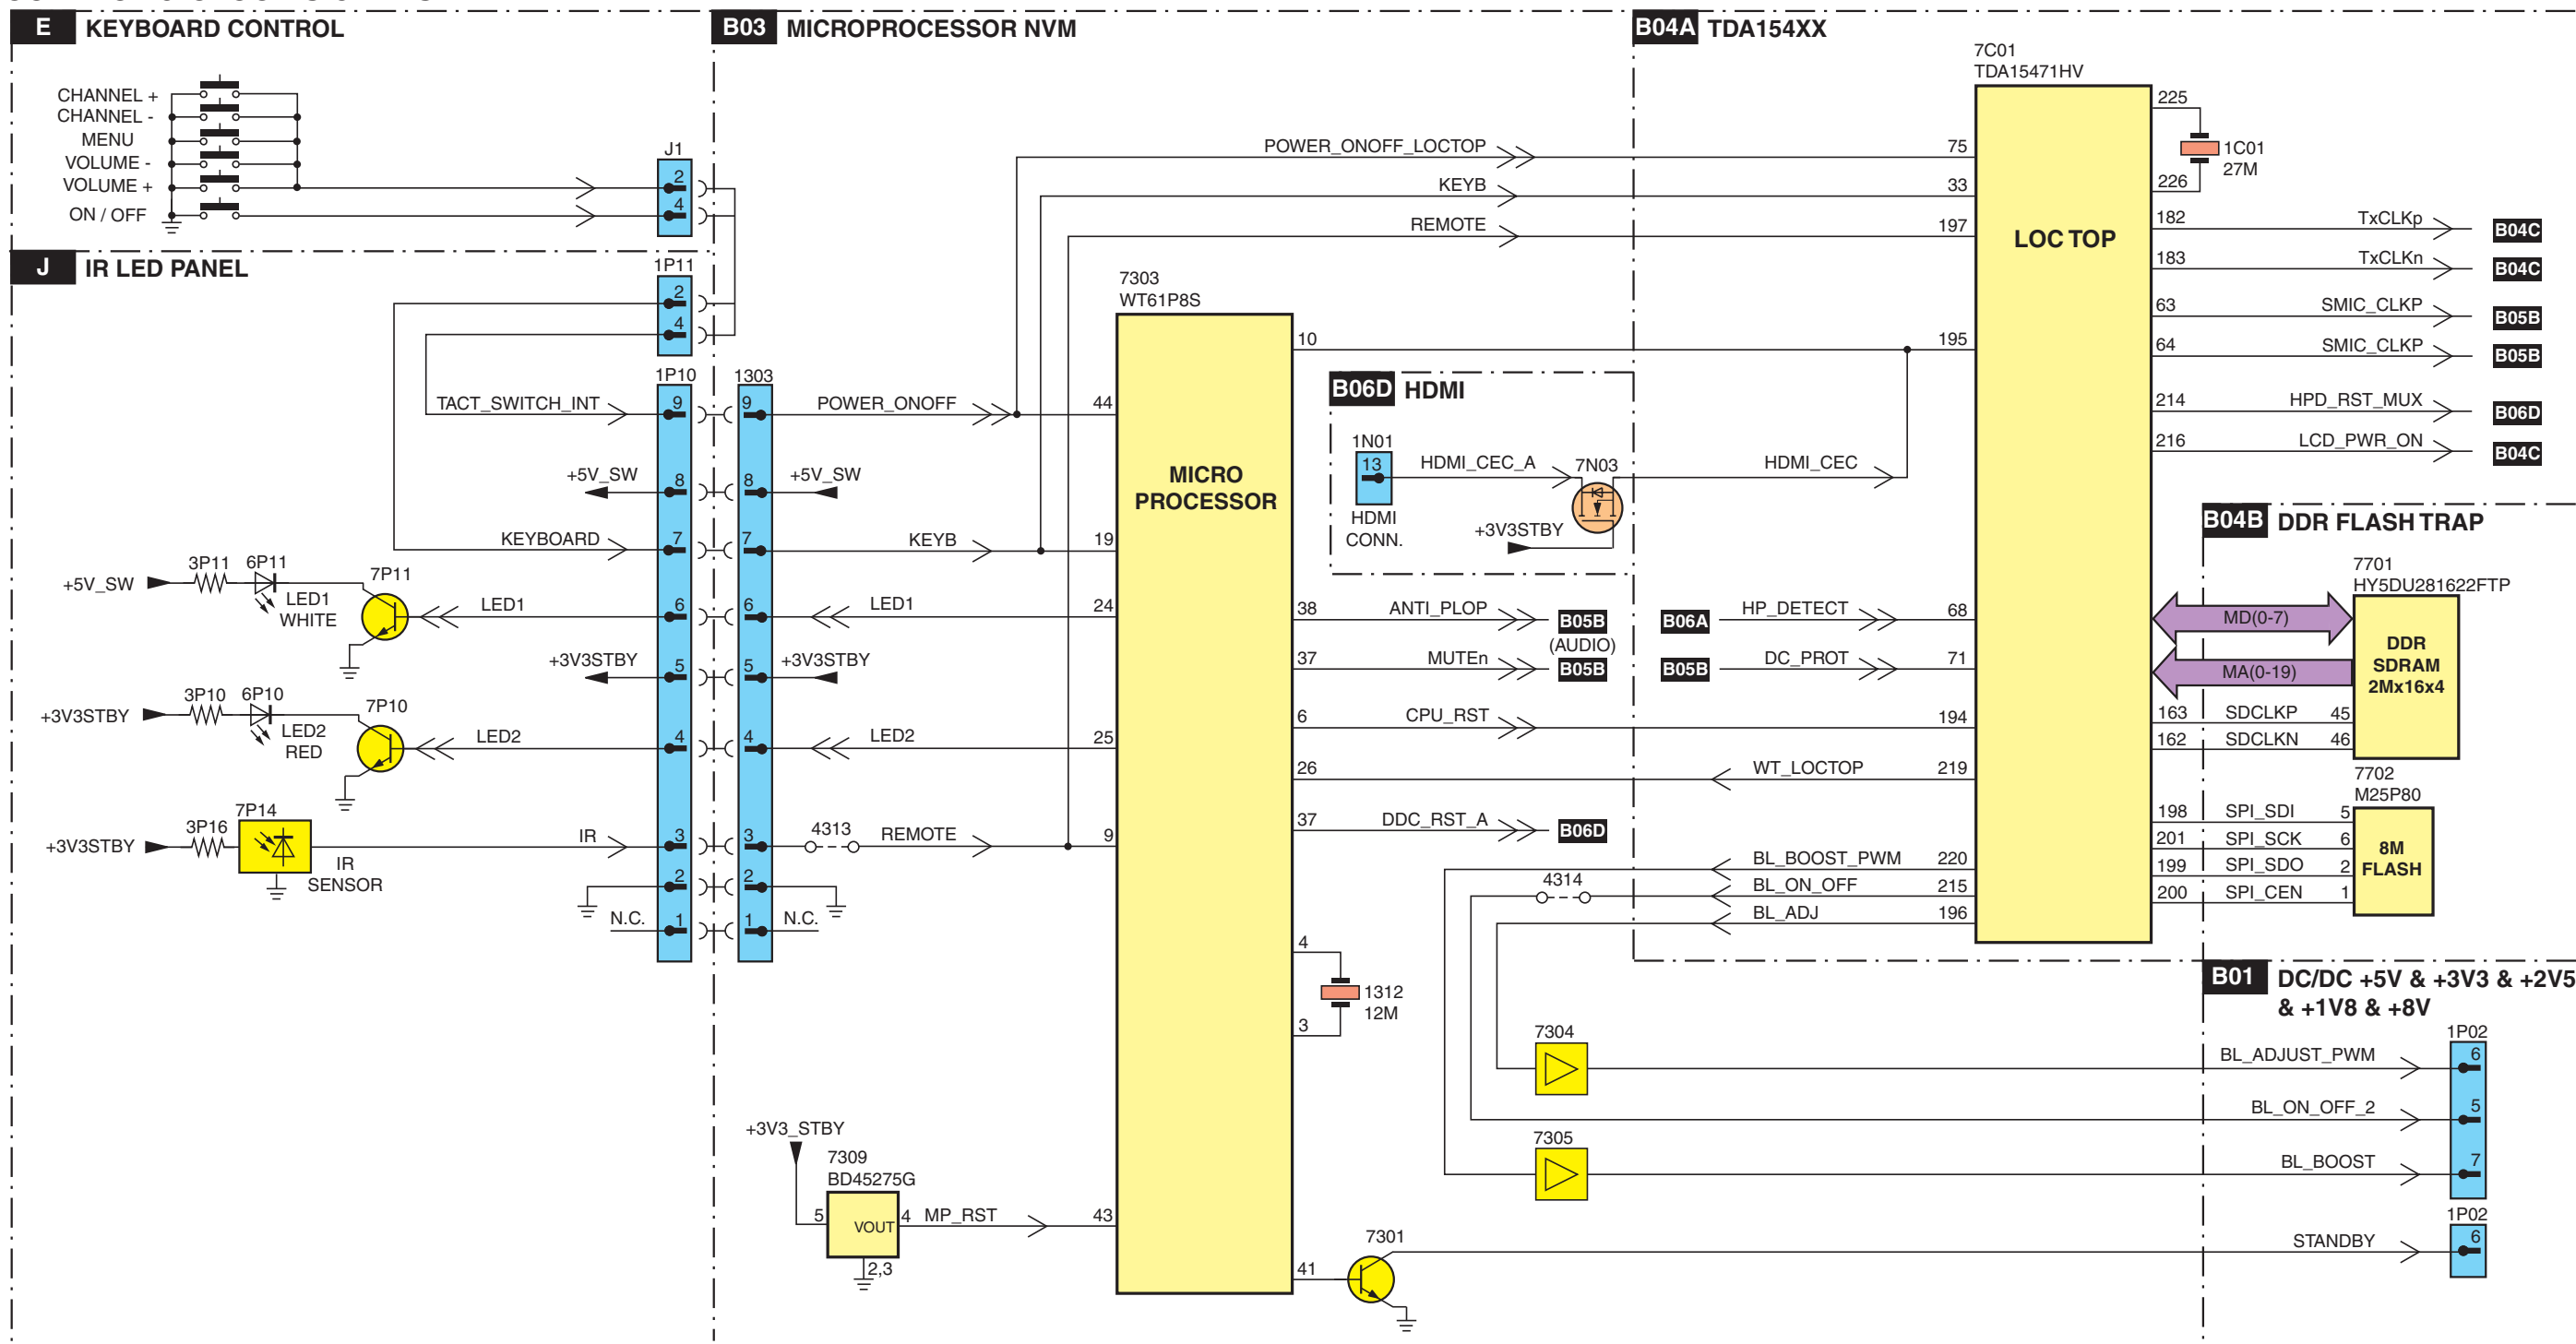 E KEYBOARD CONTROL
CHANNEL +
CHANNEL -
MENU
VOLUME -
VOLUME +
ON / OFF
J1
2
4
J IR LED PANEL
1P11
2
4
1P10
TACT_SWITCH_INT 9
+5V_SW 8
KEYBOARD 7
+5V_SW 3P11 6P11 7P11
LED1
WHITE
LED1 6
+3V3STBY 5
+3V3STBY 3P10 6P10 7P10
LED2
RED
LED2 4
+3V3STBY 3P16 7P14
IR
SENSOR
IR 3
2
N.C. 1
B03 MICROPROCESSOR NVM
1303
9 POWER_ONOFF 44
8 +5V_SW
7 KEYB 19
6 LED1 24
5 +3V3STBY
4 LED2 25
3 4313 REMOTE 9
2
1 N.C.
+3V3_STBY
7309
BD45275G
5 VOUT 4 MP_RST 43
2,3
7303
WT61P8S
MICRO
PROCESSOR
POWER_ONOFF_LOCTOP 75
KEYB 33
REMOTE 197
10 195
B06D HDMI
1N01
13 HDMI_CEC_A 7N03 HDMI_CEC
HDMI
CONN.
+3V3STBY
38 ANTI_PLOP B05B
(AUDIO)
37 MUTEn B05B
B06A HP_DETECT 68
B05B DC_PROT 71
6 CPU_RST 194
26 WT_LOCTOP 219
37 DDC_RST_A B06D
BL_BOOST_PWM 220
4314 BL_ON_OFF 215
BL_ADJ 196
4
1312
12M
3
7304
7305
7301
41
B04A TDA154XX
7C01
TDA15471HV
LOC TOP
225
1C01
27M
226
182 TxCLKp B04C
183 TxCLKn B04C
63 SMIC_CLKP B05B
64 SMIC_CLKP B05B
214 HPD_RST_MUX B06D
216 LCD_PWR_ON B04C
B04B DDR FLASH TRAP
7701
HY5DU281622FTP
MD(0-7)
MA(0-19)
DDR
SDRAM
2Mx16x4
163 SDCLKP 45
162 SDCLKN 46
7702
M25P80
198 SPI_SDI 5
201 SPI_SCK 6
199 SPI_SDO 2
200 SPI_CEN 1
8M
FLASH
B01 DC/DC +5V & +3V3 & +2V5
& +1V8 & +8V
1P02
BL_ADJUST_PWM 6
BL_ON_OFF_2 5
BL_BOOST 7
1P02
STANDBY 6